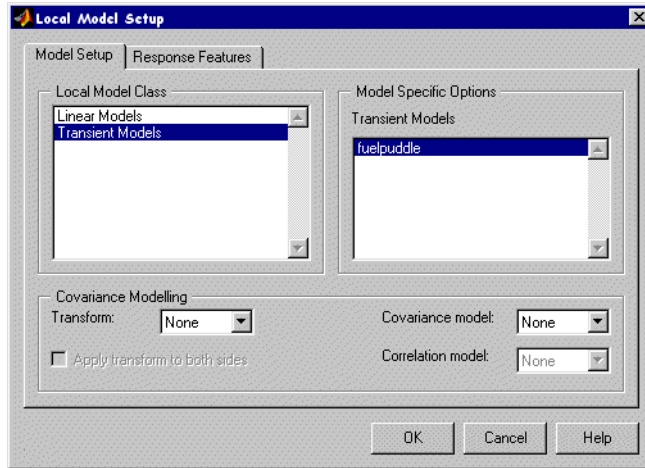 Local Model Setup
Model Setup Response Features
Local Model Class
Linear Models
Transient Models
Model Specific Options
Transient Models
fuelpuddle
Covariance Modelling
Transform: None
Apply transform to both sides
Covariance model: None
Correlation model: None
OK Cancel Help